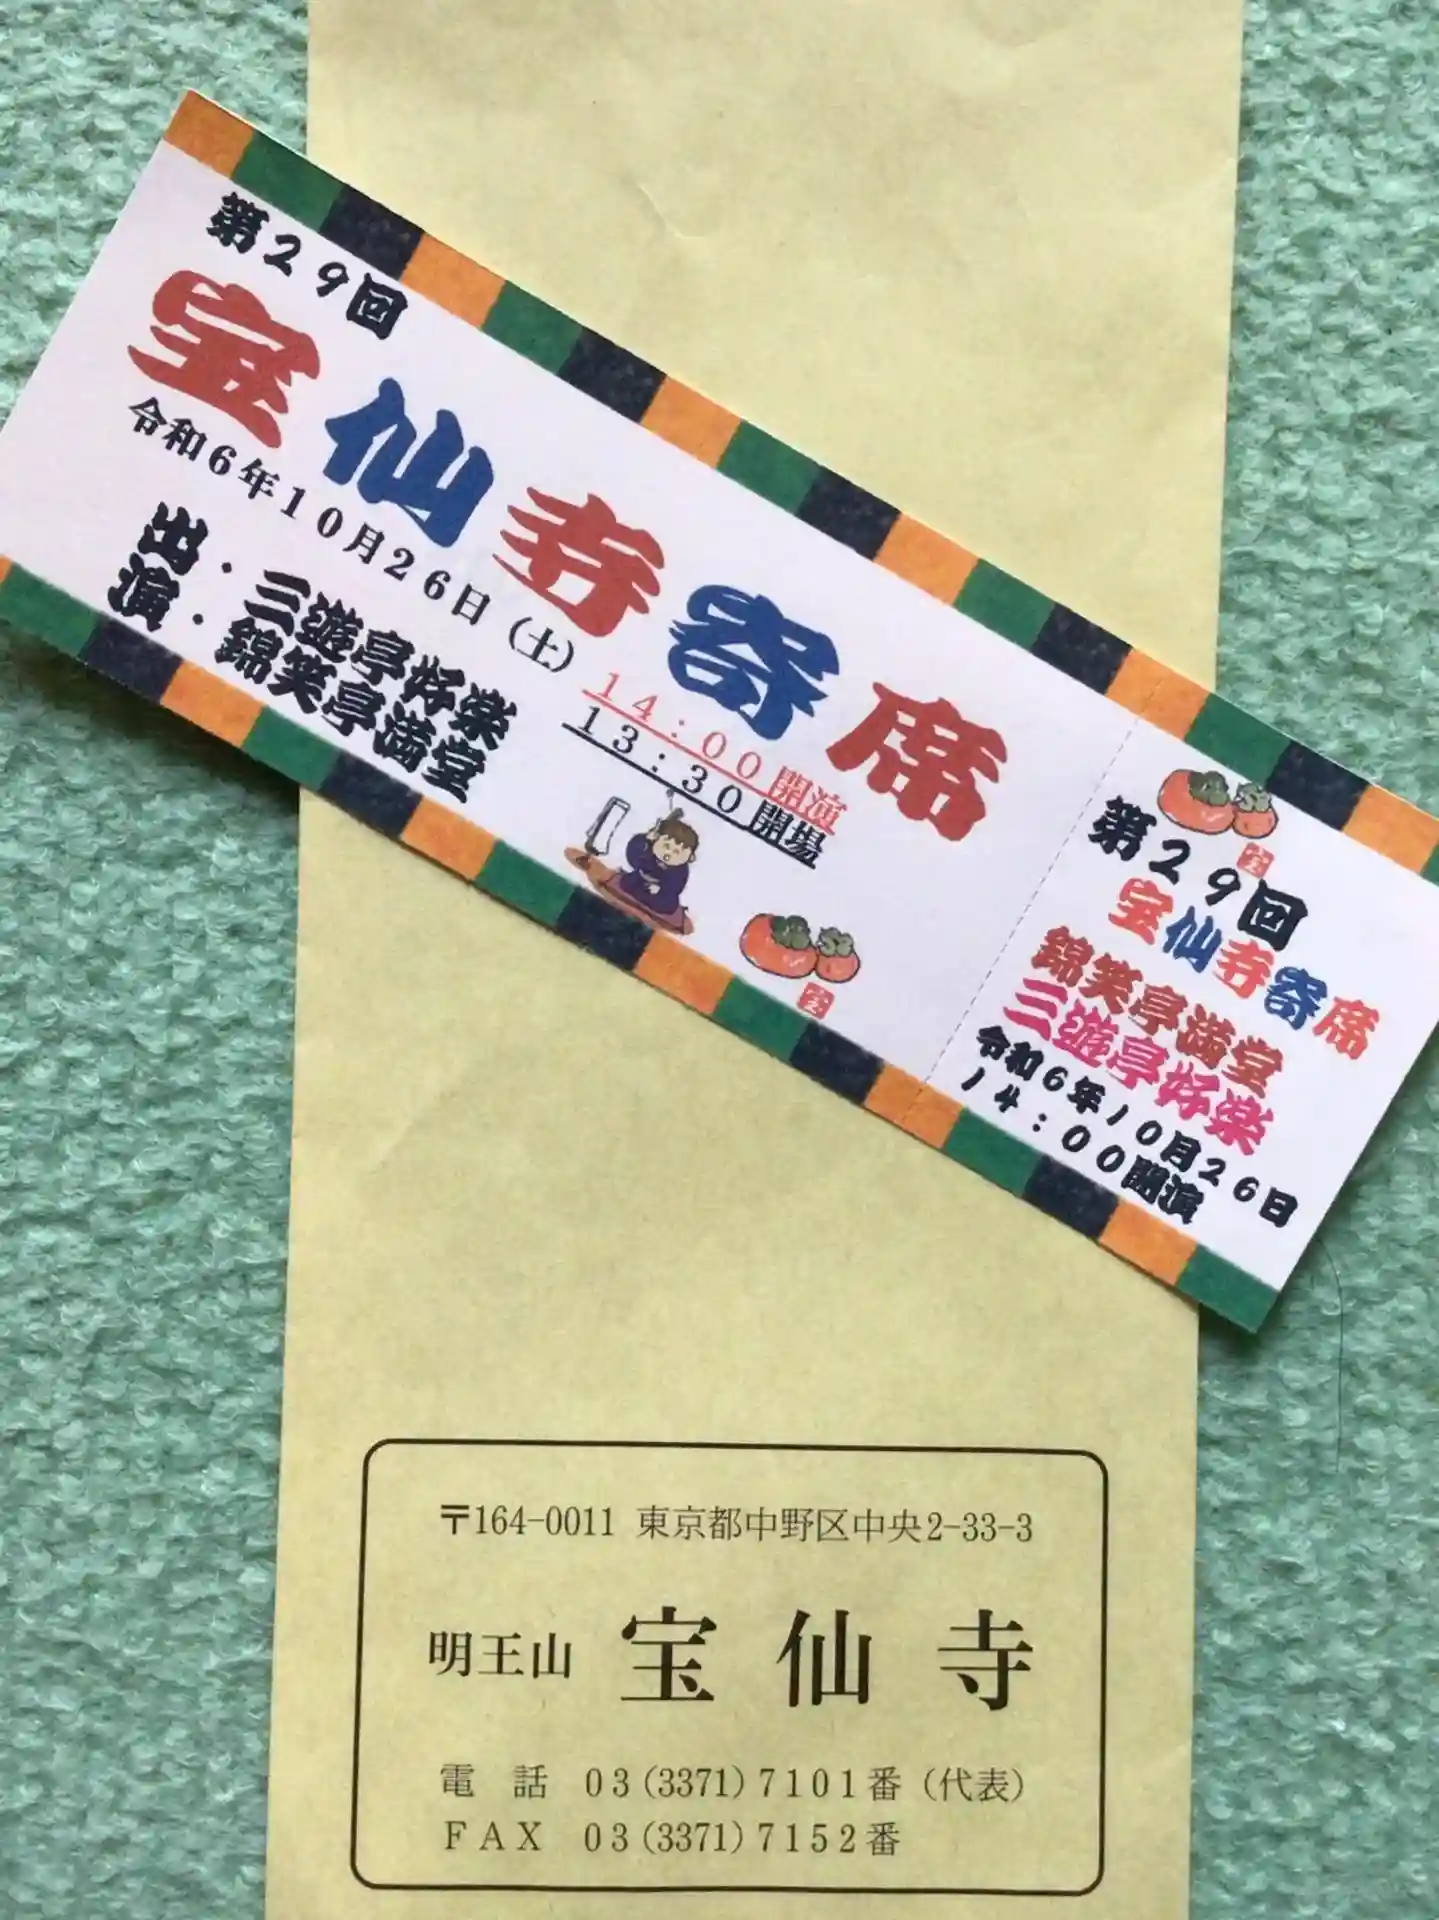 第29回
宝仙寺寄席
令和6年10月26日(土)
14:00開演
13:30開場
出・三遊亭好楽
演・錦笑亭満堂
第29回
宝仙寺寄席
錦笑亭満堂
三遊亭好楽
令和6年10月26日
14:00開演
〒164-0011 東京都中野区中央2-33-3
明王山 宝仙寺
電話 03(3371)7101番(代表)
FAX 03(3371)7152番